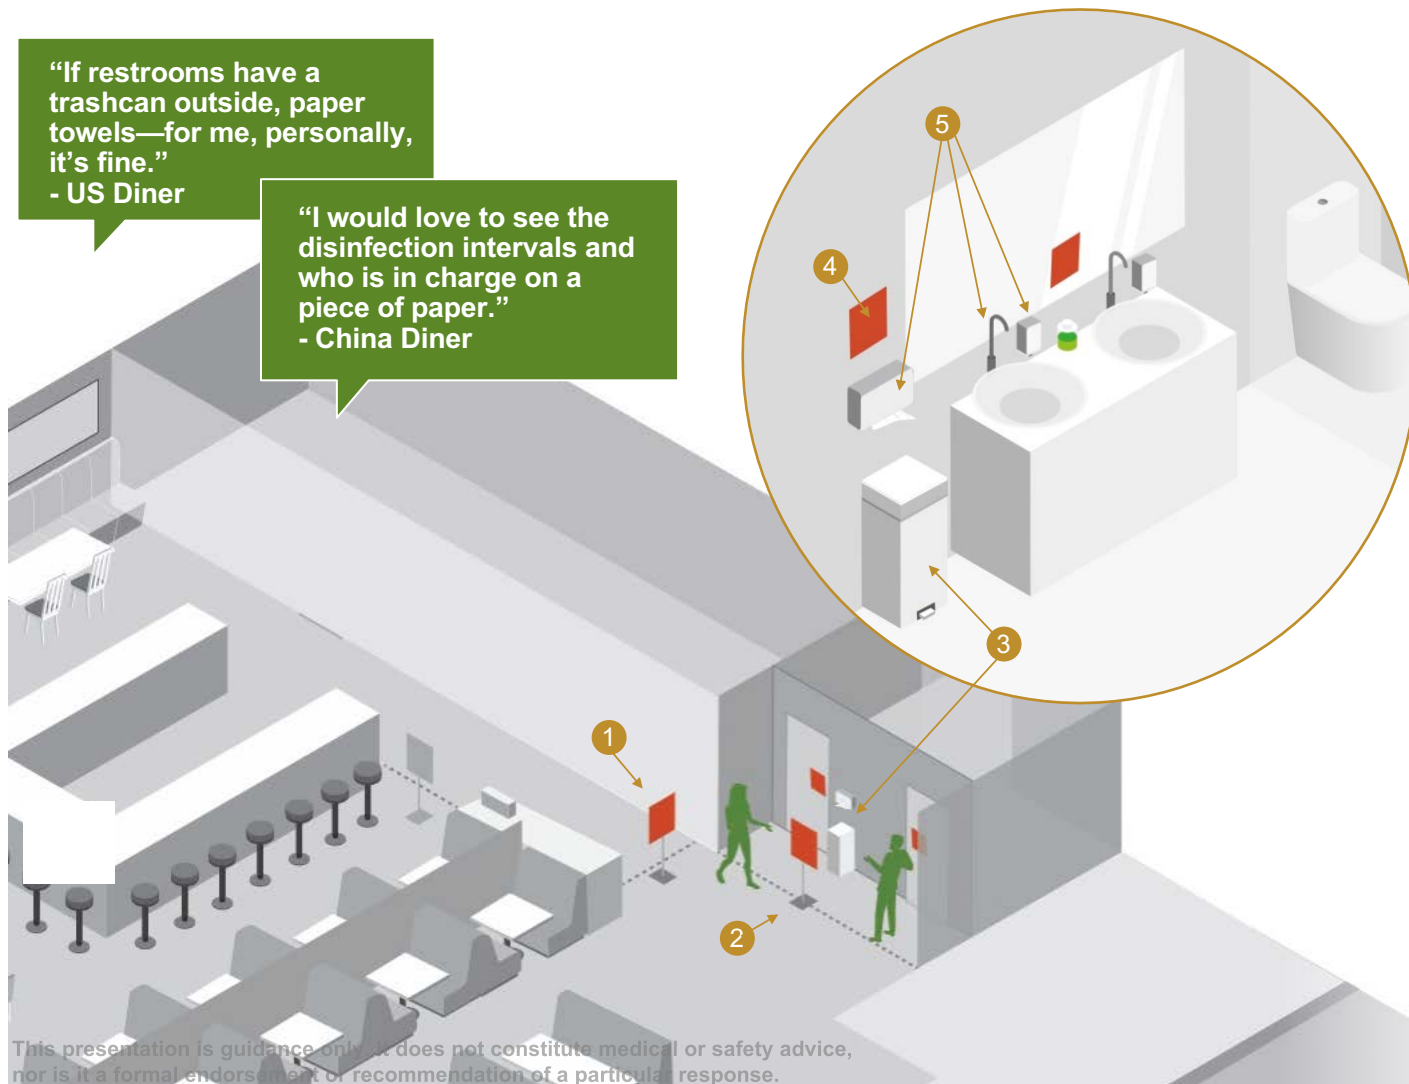 “If restrooms have a
trashcan outside, paper
towels—for me, personally,
it’s fine.”
- US Diner
“I would love to see the
disinfection intervals and
who is in charge on a
piece of paper.”
- China Diner
5
4
3
1
2
This presentation is guidance only. It does not constitute medical or safety advice,
nor is it a formal endorsement or recommendation of a particular response.